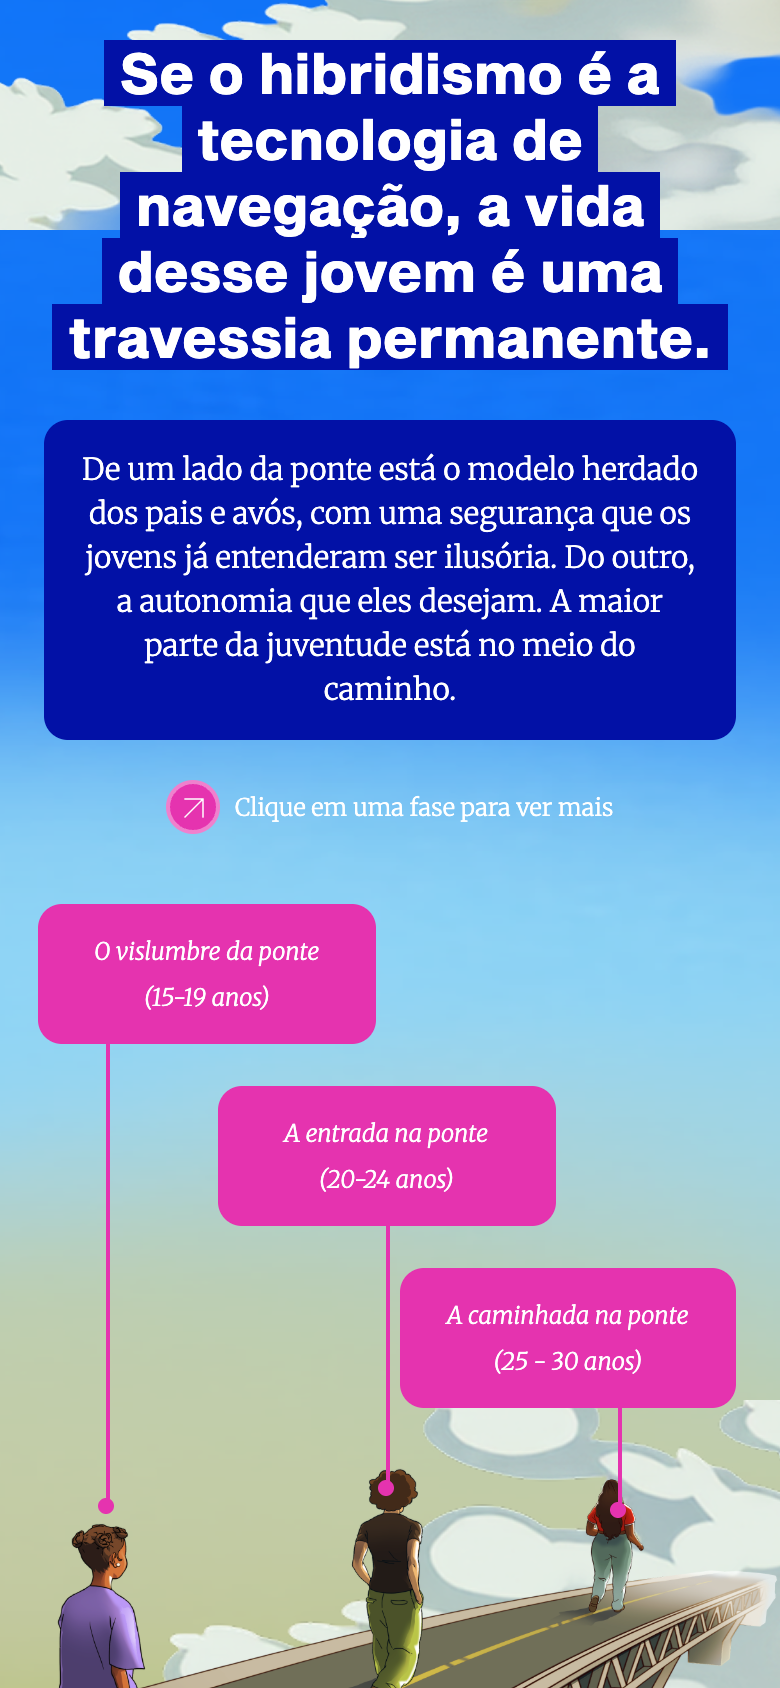 Se o hibridismo é a
tecnologia de
navegação, a vida
desse jovem é uma
travessia permanente.
De um lado da ponte está o modelo herdado
dos pais e avós, com uma segurança que os
jovens já entenderam ser ilusória. Do outro,
a autonomia que eles desejam. A maior
parte da juventude está no meio do
caminho.
Clique em uma fase para ver mais
O vislumbre da ponte
(15-19 anos)
A entrada na ponte
(20-24 anos)
A caminhada na ponte
(25 - 30 anos)